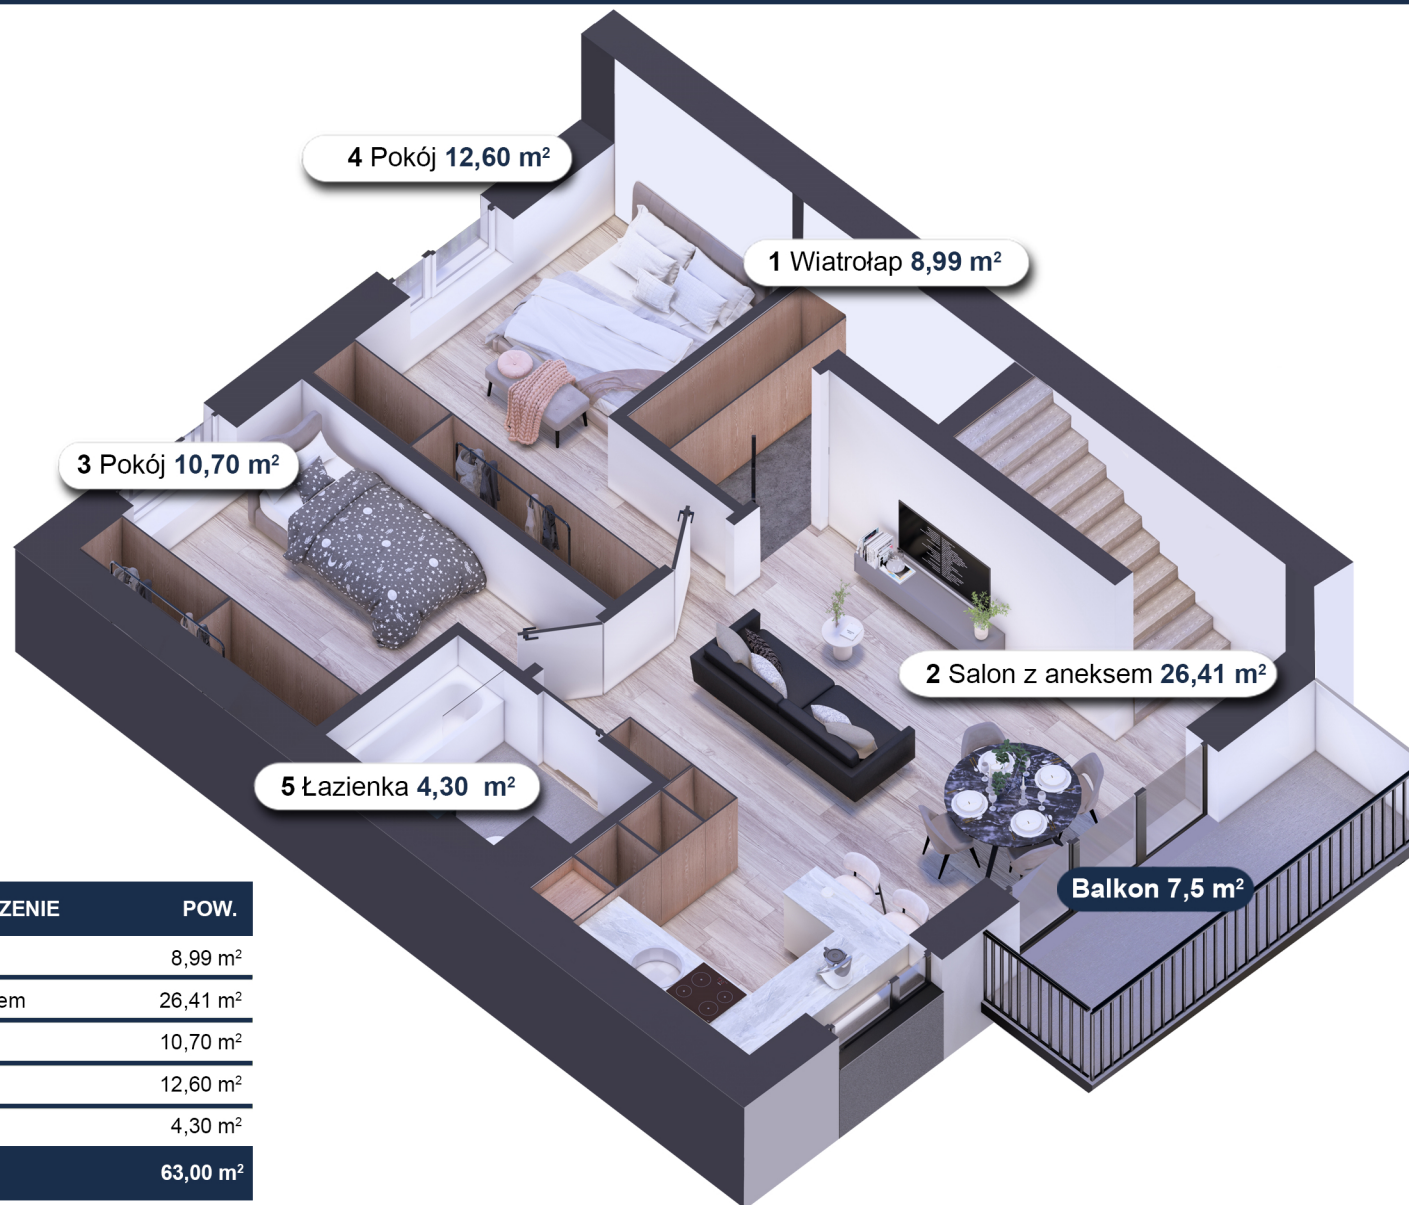 4 Pokój 12,60 m²
1 Wiatrołap 8,99 m²
3 Pokój 10,70 m²
2 Salon z aneksem 26,41 m²
5 Łazienka 4,30 m²
Balkon 7,5 m²
ZENIE POW.
8,99 m²
em 26,41 m²
10,70 m²
12,60 m²
4,30 m²
63,00 m²